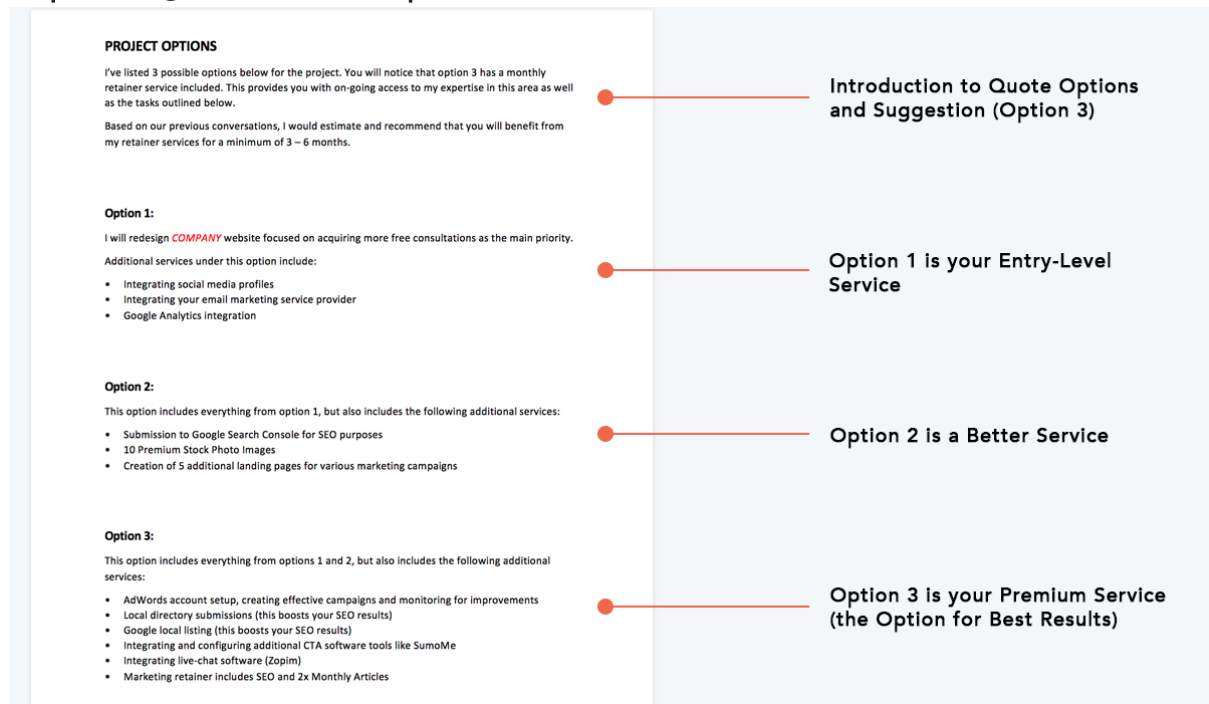 PROJECT OPTIONS
I've listed 3 possible options below for the project. You will notice that option 3 has a monthly
retainer service included. This provides you with on-going access to my expertise in this area as well
as the tasks outlined below.
Based on our previous conversations, I would estimate and recommend that you will benefit from
my retainer services for a minimum of 3 – 6 months.
Introduction to Quote Options
and Suggestion (Option 3)
Option 1:
I will redesign COMPANY website focused on acquiring more free consultations as the main priority.
Additional services under this option include:
• Integrating social media profiles
• Integrating your email marketing service provider
• Google Analytics integration
Option 1 is your Entry-Level
Service
Option 2:
This option includes everything from option 1, but also includes the following additional services:
• Submission to Google Search Console for SEO purposes
• 10 Premium Stock Photo Images
• Creation of 5 additional landing pages for various marketing campaigns
Option 2 is a Better Service
Option 3:
This option includes everything from options 1 and 2, but also includes the following additional
services:
• AdWords account setup, creating effective campaigns and monitoring for improvements
• Local directory submissions (this boosts your SEO results)
• Google local listing (this boosts your SEO results)
• Integrating and configuring additional CTA software tools like SumoMe
• Integrating live-chat software (Zopim)
• Marketing retainer includes SEO and 2x Monthly Articles
Option 3 is your Premium Service
(the Option for Best Results)